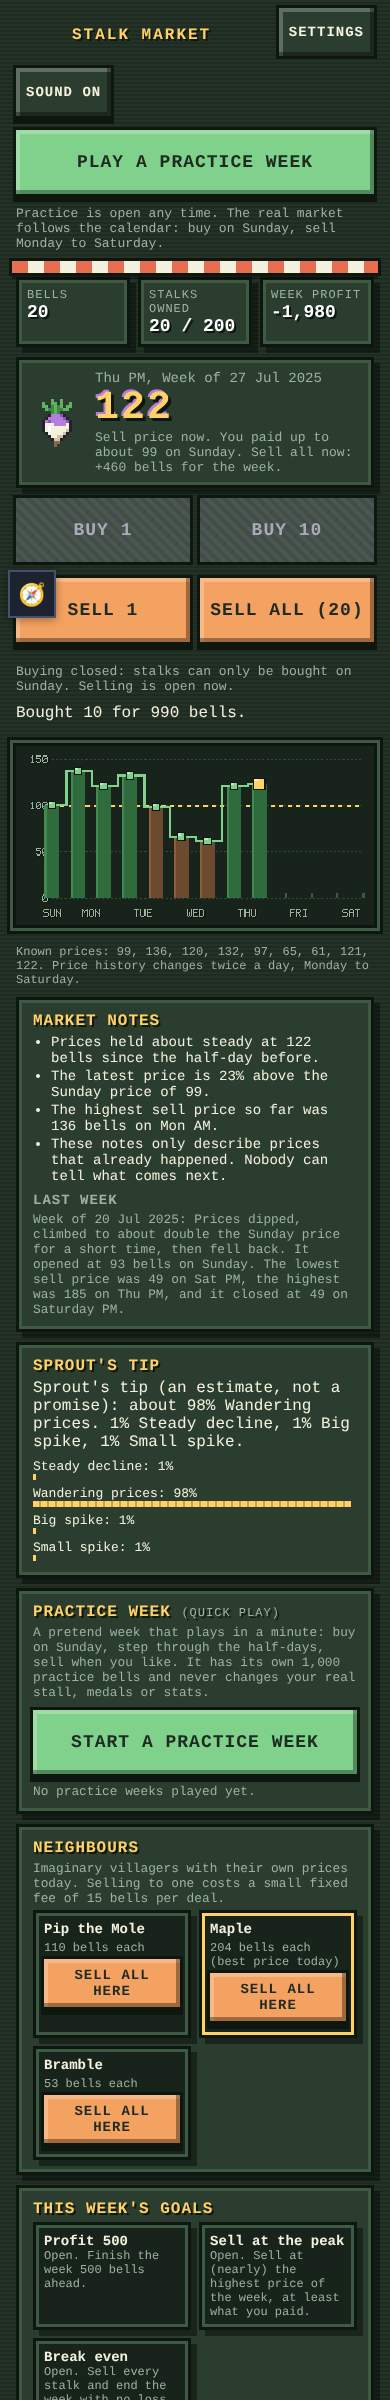 STALK MARKET
SETTINGS
SOUND ON
PLAY A PRACTICE WEEK
Practice is open any time. The real market
follows the calendar: buy on Sunday, sell
Monday to Saturday.
BELLS
20
STALKS
OWNED
20 / 200
WEEK PROFIT
-1,980
Thu PM, Week of 27 Jul 2025
122
Sell price now. You paid up to
about 99 on Sunday. Sell all now:
+460 bells for the week.
BUY 1
BUY 10
SELL 1
SELL ALL (20)
Buying closed: stalks can only be bought on
Sunday. Selling is open now.
Bought 10 for 990 bells.
150
100
50
0
SUN MON TUE WED THU FRI SAT
Known prices: 99, 136, 120, 132, 97, 65, 61, 121,
122. Price history changes twice a day, Monday to
Saturday.
MARKET NOTES
• Prices held about steady at 122
bells since the half-day before.
• The latest price is 23% above the
Sunday price of 99.
• The highest sell price so far was
136 bells on Mon AM.
• These notes only describe prices
that already happened. Nobody can
tell what comes next.
LAST WEEK
Week of 20 Jul 2025: Prices dipped,
climbed to about double the Sunday price
for a short time, then fell back. It
opened at 93 bells on Sunday. The lowest
sell price was 49 on Sat PM, the highest
was 185 on Thu PM, and it closed at 49 on
Saturday PM.
SPROUT'S TIP
Sprout's tip (an estimate, not a
promise): about 98% Wandering
prices. 1% Steady decline, 1% Big
spike, 1% Small spike.
Steady decline: 1%
Wandering prices: 98%
Big spike: 1%
Small spike: 1%
PRACTICE WEEK (QUICK PLAY)
A pretend week that plays in a minute: buy
on Sunday, step through the half-days,
sell when you like. It has its own 1,000
practice bells and never changes your real
stall, medals or stats.
START A PRACTICE WEEK
No practice weeks played yet.
NEIGHBOURS
Imaginary villagers with their own prices
today. Selling to one costs a small fixed
fee of 15 bells per deal.
Pip the Mole
110 bells each
SELL ALL
HERE
Maple
204 bells each
(best price today)
SELL ALL
HERE
Bramble
53 bells each
SELL ALL
HERE
THIS WEEK'S GOALS
Profit 500
Open. Finish the
week 500 bells
ahead.
Sell at the peak
Open. Sell at
(nearly) the
highest price of
the week, at least
what you paid.
Break even
Open. Sell every
stalk and end the
week with no loss